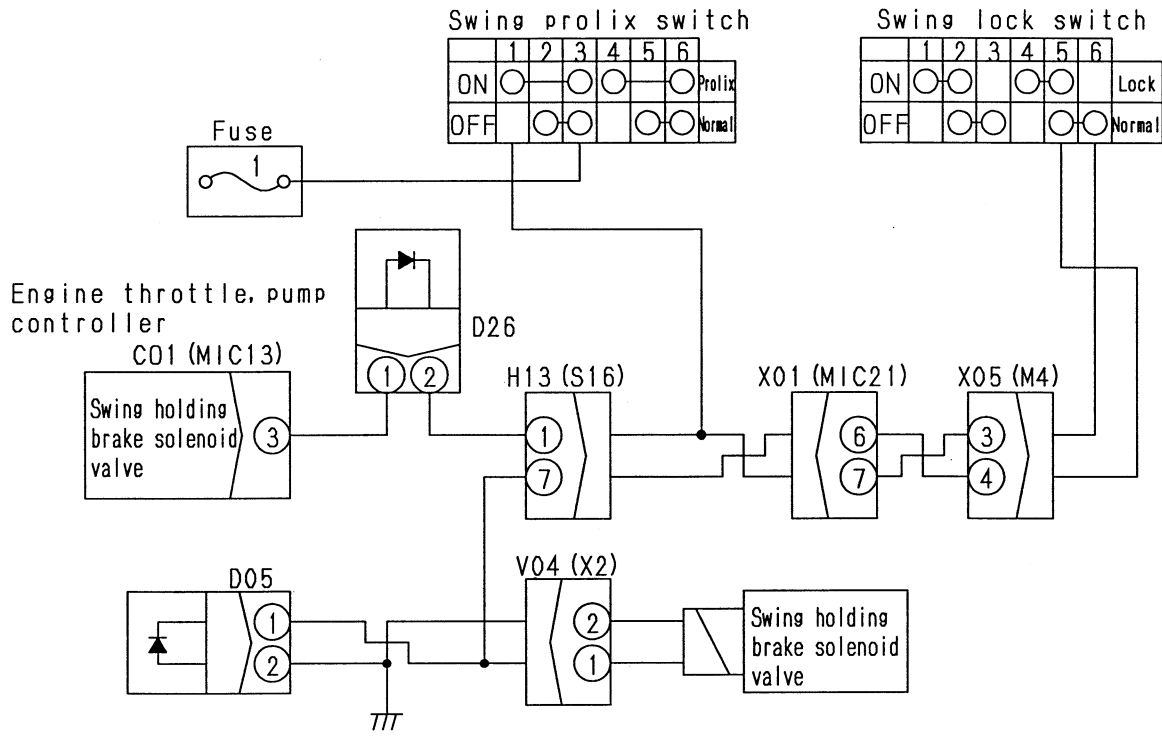 Swing prolix switch
1 2 3 4 5 6
ON Prolix
OFF Normal
Swing lock switch
1 2 3 4 5 6
ON Lock
OFF Normal
Fuse
1
D26
1 2
Engine throttle, pump
controller
C01 (MIC13)
Swing holding
brake solenoid
valve
3
H13 (S16)
1
7
X01 (MIC21)
6
7
X05 (M4)
3
4
D05
1
2
V04 (X2)
2
1
Swing holding
brake solenoid
valve